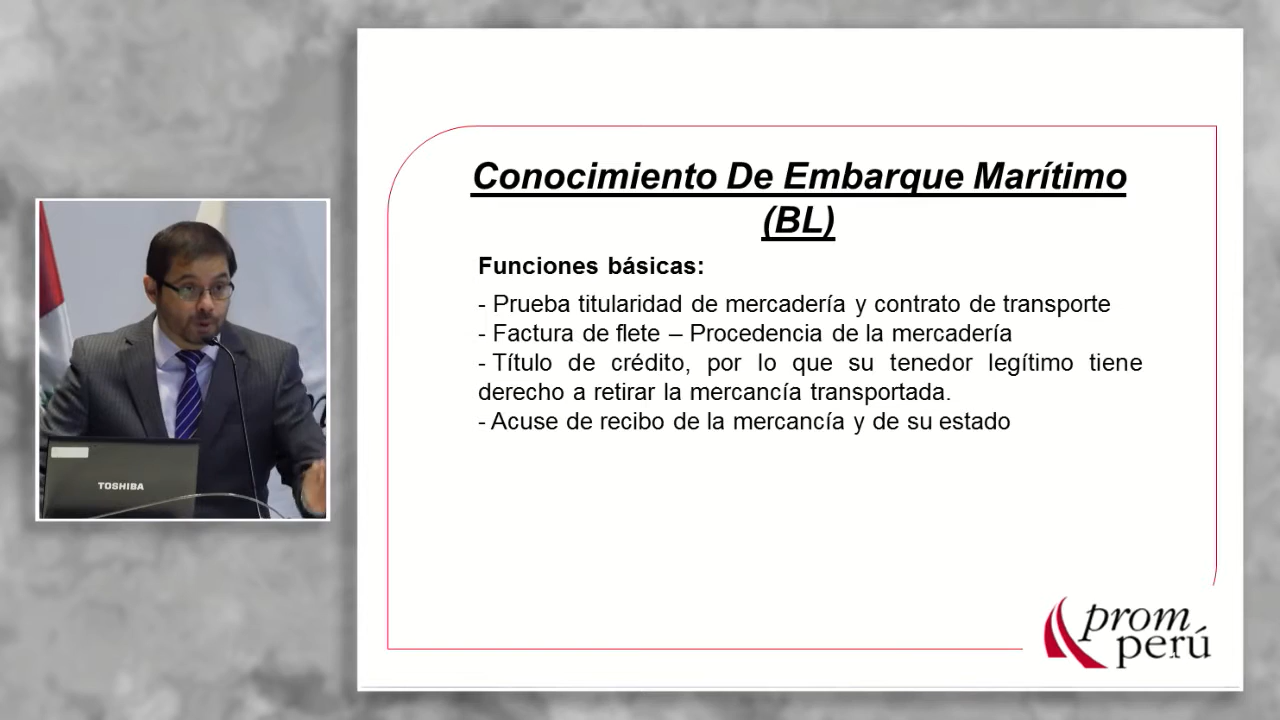 Conocimiento De Embarque Marítimo
(BL)
Funciones básicas:
- Prueba titularidad de mercadería y contrato de transporte
- Factura de flete – Procedencia de la mercadería
- Título de crédito, por lo que su tenedor legítimo tiene
derecho a retirar la mercancía transportada.
- Acuse de recibo de la mercancía y de su estado
TOSHIBA
prom
perú